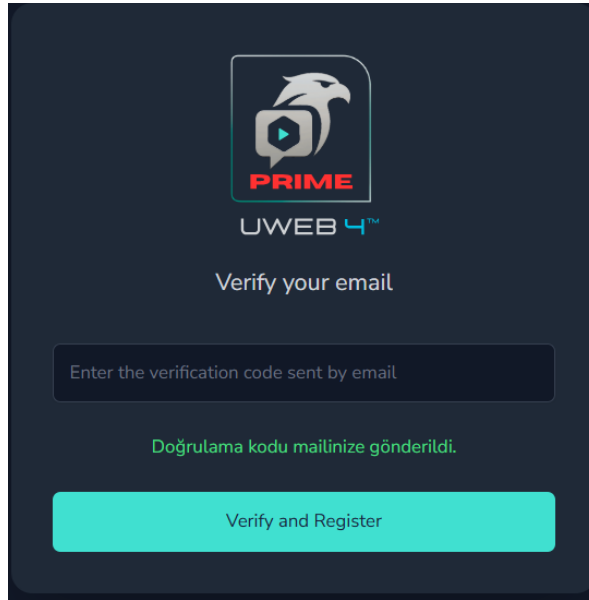 PRIME
UWEB 4™
Verify your email
Enter the verification code sent by email
Doğrulama kodu mailinize gönderildi.
Verify and Register